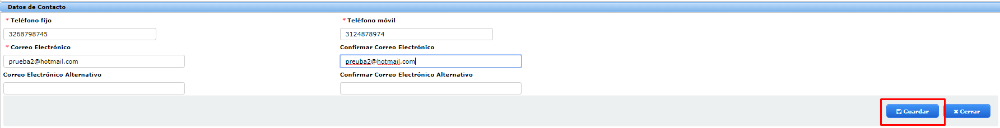 Datos de Contacto
* Teléfono fíjo
* Teléfono móvil
3268798745
3124878974
* Correo Electrónico
Confirmar Correo Electrónico
prueba2@hotmail.com
preuba2@hotmail.com
Correo Electrónico Alternativo
Confirmar Correo Electrónico Alternativo
Guardar
Cerrar